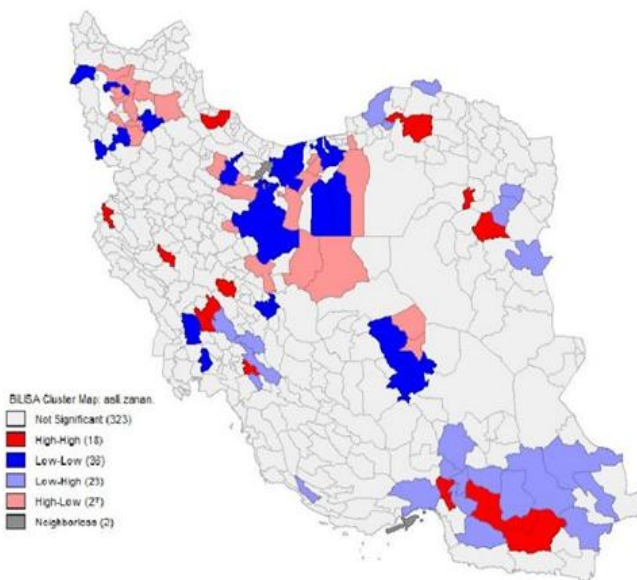 BiLISA Cluster Map: asli zanan.
Not Significant (323)
High-High (18)
Low-Low (36)
Low-High (23)
High-Low (27)
Neighborless (2)